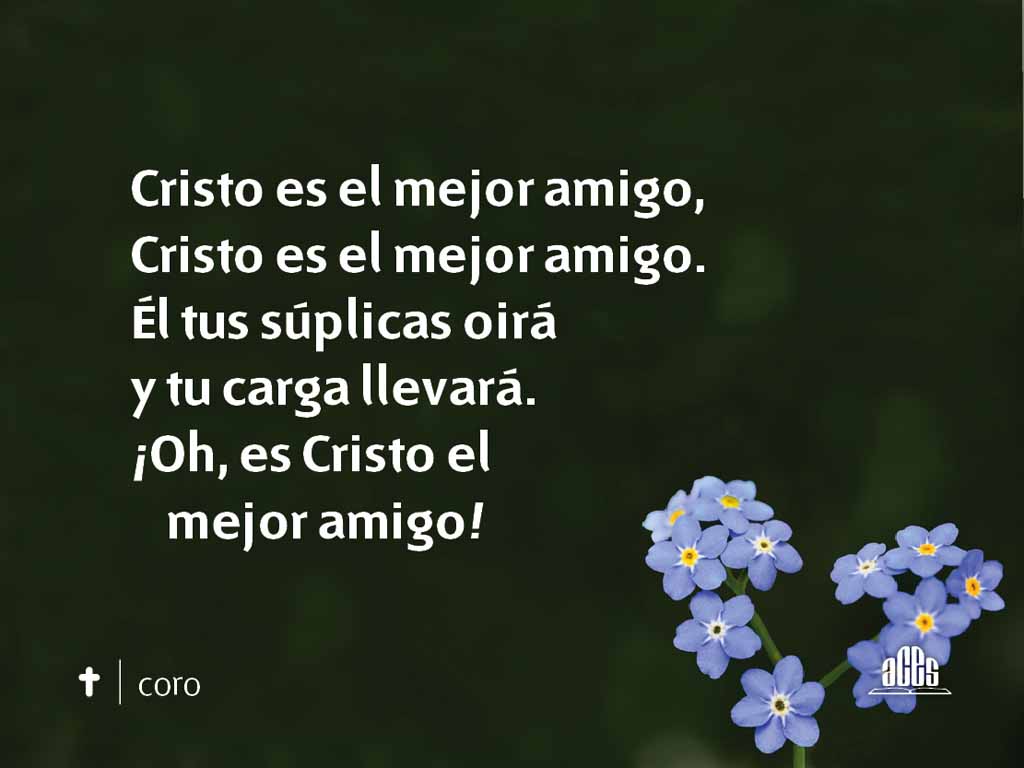 Cristo es el mejor amigo,
Cristo es el mejor amigo.
Él tus súplicas oirá
y tu carga llevará.
¡Oh, es Cristo el
mejor amigo!
coro
aces